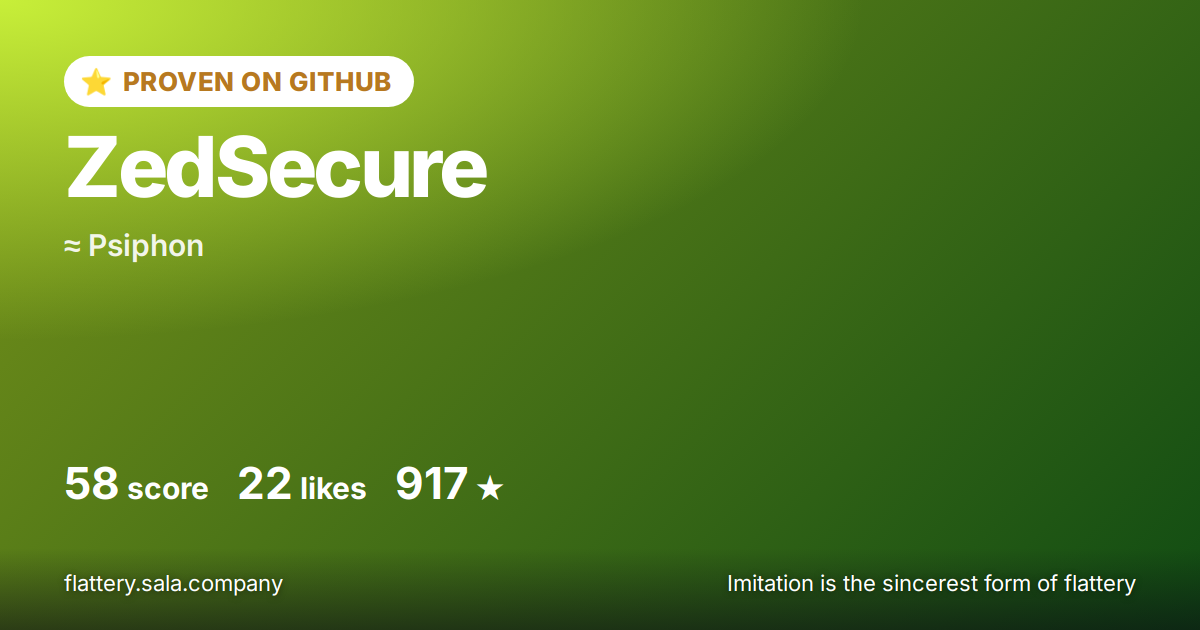 ⭐ PROVEN ON GITHUB
ZedSecure
≈ Psiphon
58 score 22 likes 917 ★
flattery.sala.company
Imitation is the sincerest form of flattery